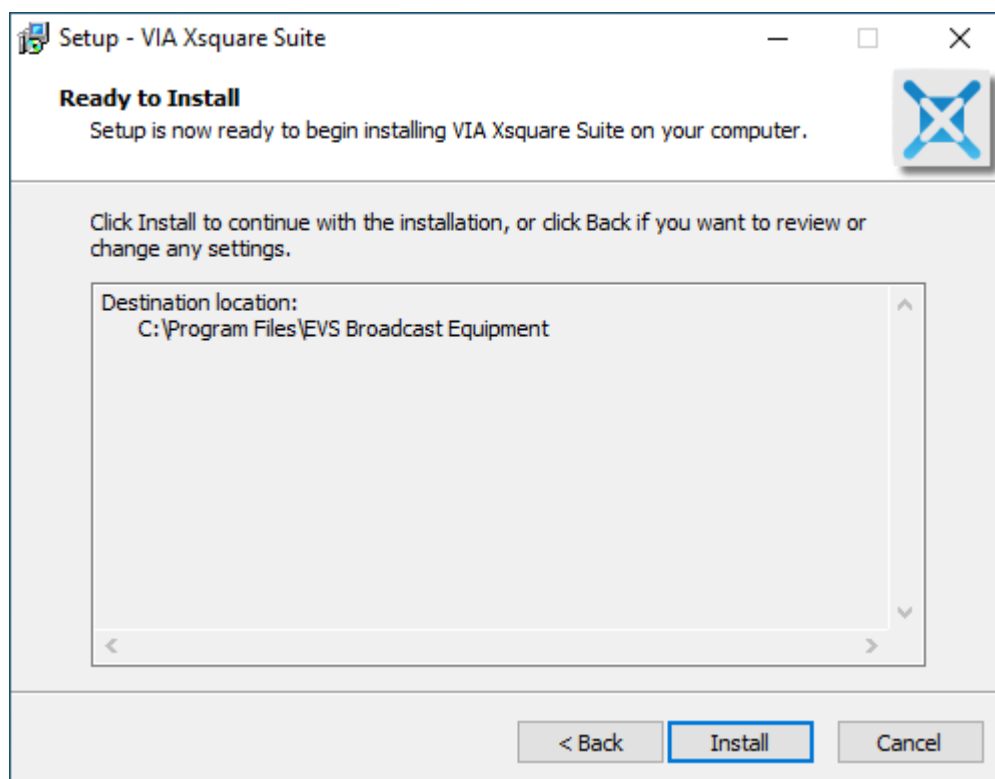 Setup - VIA Xsquare Suite
Ready to Install
Setup is now ready to begin installing VIA Xsquare Suite on your computer.
Click Install to continue with the installation, or click Back if you want to review or
change any settings.
Destination location:
C:\Program Files\EVS Broadcast Equipment
< Back
Install
Cancel